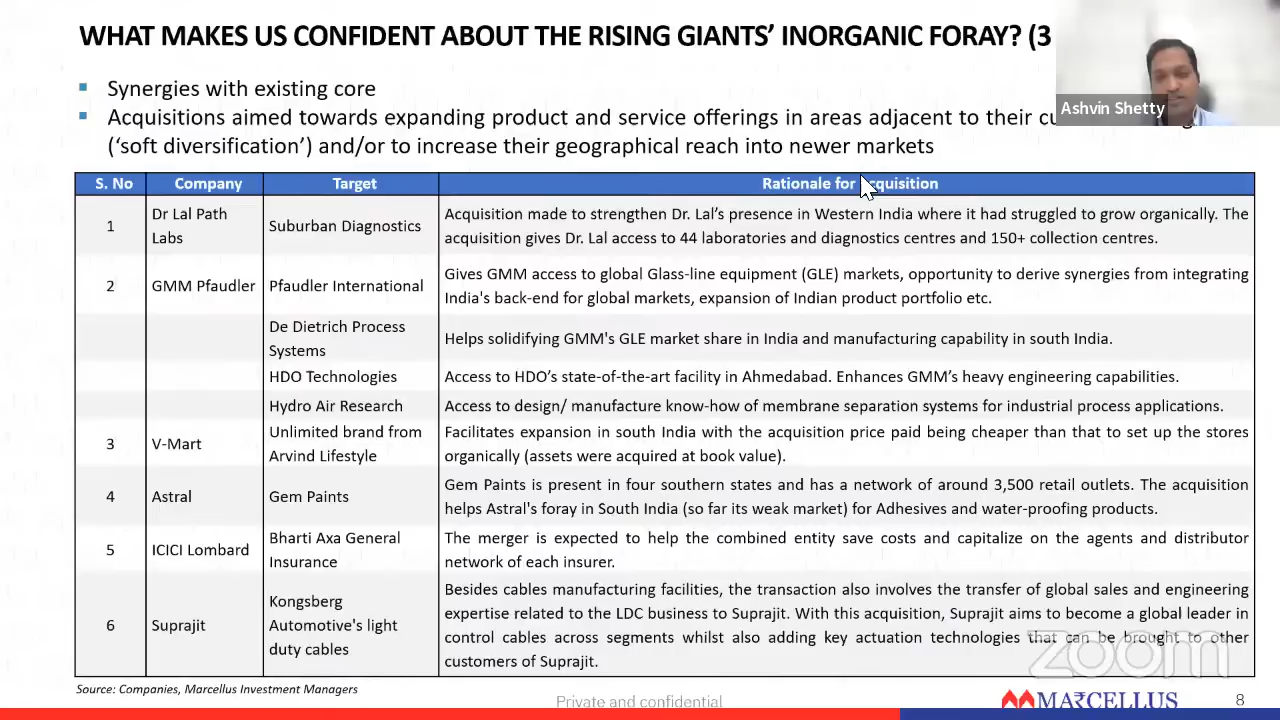 WHAT MAKES US CONFIDENT ABOUT THE RISING GIANTS' INORGANIC FORAY? (3
Ashvin Shetty
Synergies with existing core
Acquisitions aimed towards expanding product and service offerings in areas adjacent to their
('soft diversification') and/or to increase their geographical reach into newer markets
S. No Company Target Rationale for Acquisition
1 Dr Lal Path Labs Suburban Diagnostics Acquisition made to strengthen Dr. Lal's presence in Western India where it had struggled to grow organically. The
acquisition gives Dr. Lal access to 44 laboratories and diagnostics centres and 150+ collection centres.
2 GMM Pfaudler Pfaudler International Gives GMM access to global Glass-line equipment (GLE) markets, opportunity to derive synergies from integrating
India's back-end for global markets, expansion of Indian product portfolio etc.
De Dietrich Process Systems Helps solidifying GMM's GLE market share in India and manufacturing capability in south India.
HDO Technologies Access to HDO's state-of-the-art facility in Ahmedabad. Enhances GMM's heavy engineering capabilities.
Hydro Air Research Access to design/ manufacture know-how of membrane separation systems for industrial process applications.
3 V-Mart Unlimited brand from Arvind Lifestyle Facilitates expansion in south India with the acquisition price paid being cheaper than that to set up the stores
organically (assets were acquired at book value).
4 Astral Gem Paints Gem Paints is present in four southern states and has a network of around 3,500 retail outlets. The acquisition
helps Astral's foray in South India (so far its weak market) for Adhesives and water-proofing products.
5 ICICI Lombard Bharti Axa General Insurance The merger is expected to help the combined entity save costs and capitalize on the agents and distributor
network of each insurer.
6 Suprajit Kongsberg Automotive's light duty cables Besides cables manufacturing facilities, the transaction also involves the transfer of global sales and engineering
expertise related to the LDC business to Suprajit. With this acquisition, Suprajit aims to become a global leader in
control cables across segments whilst also adding key actuation technologies that can be brought to other
customers of Suprajit.
zoom
Source: Companies, Marcellus Investment Managers
Private and confidential
MARCELLUS
8